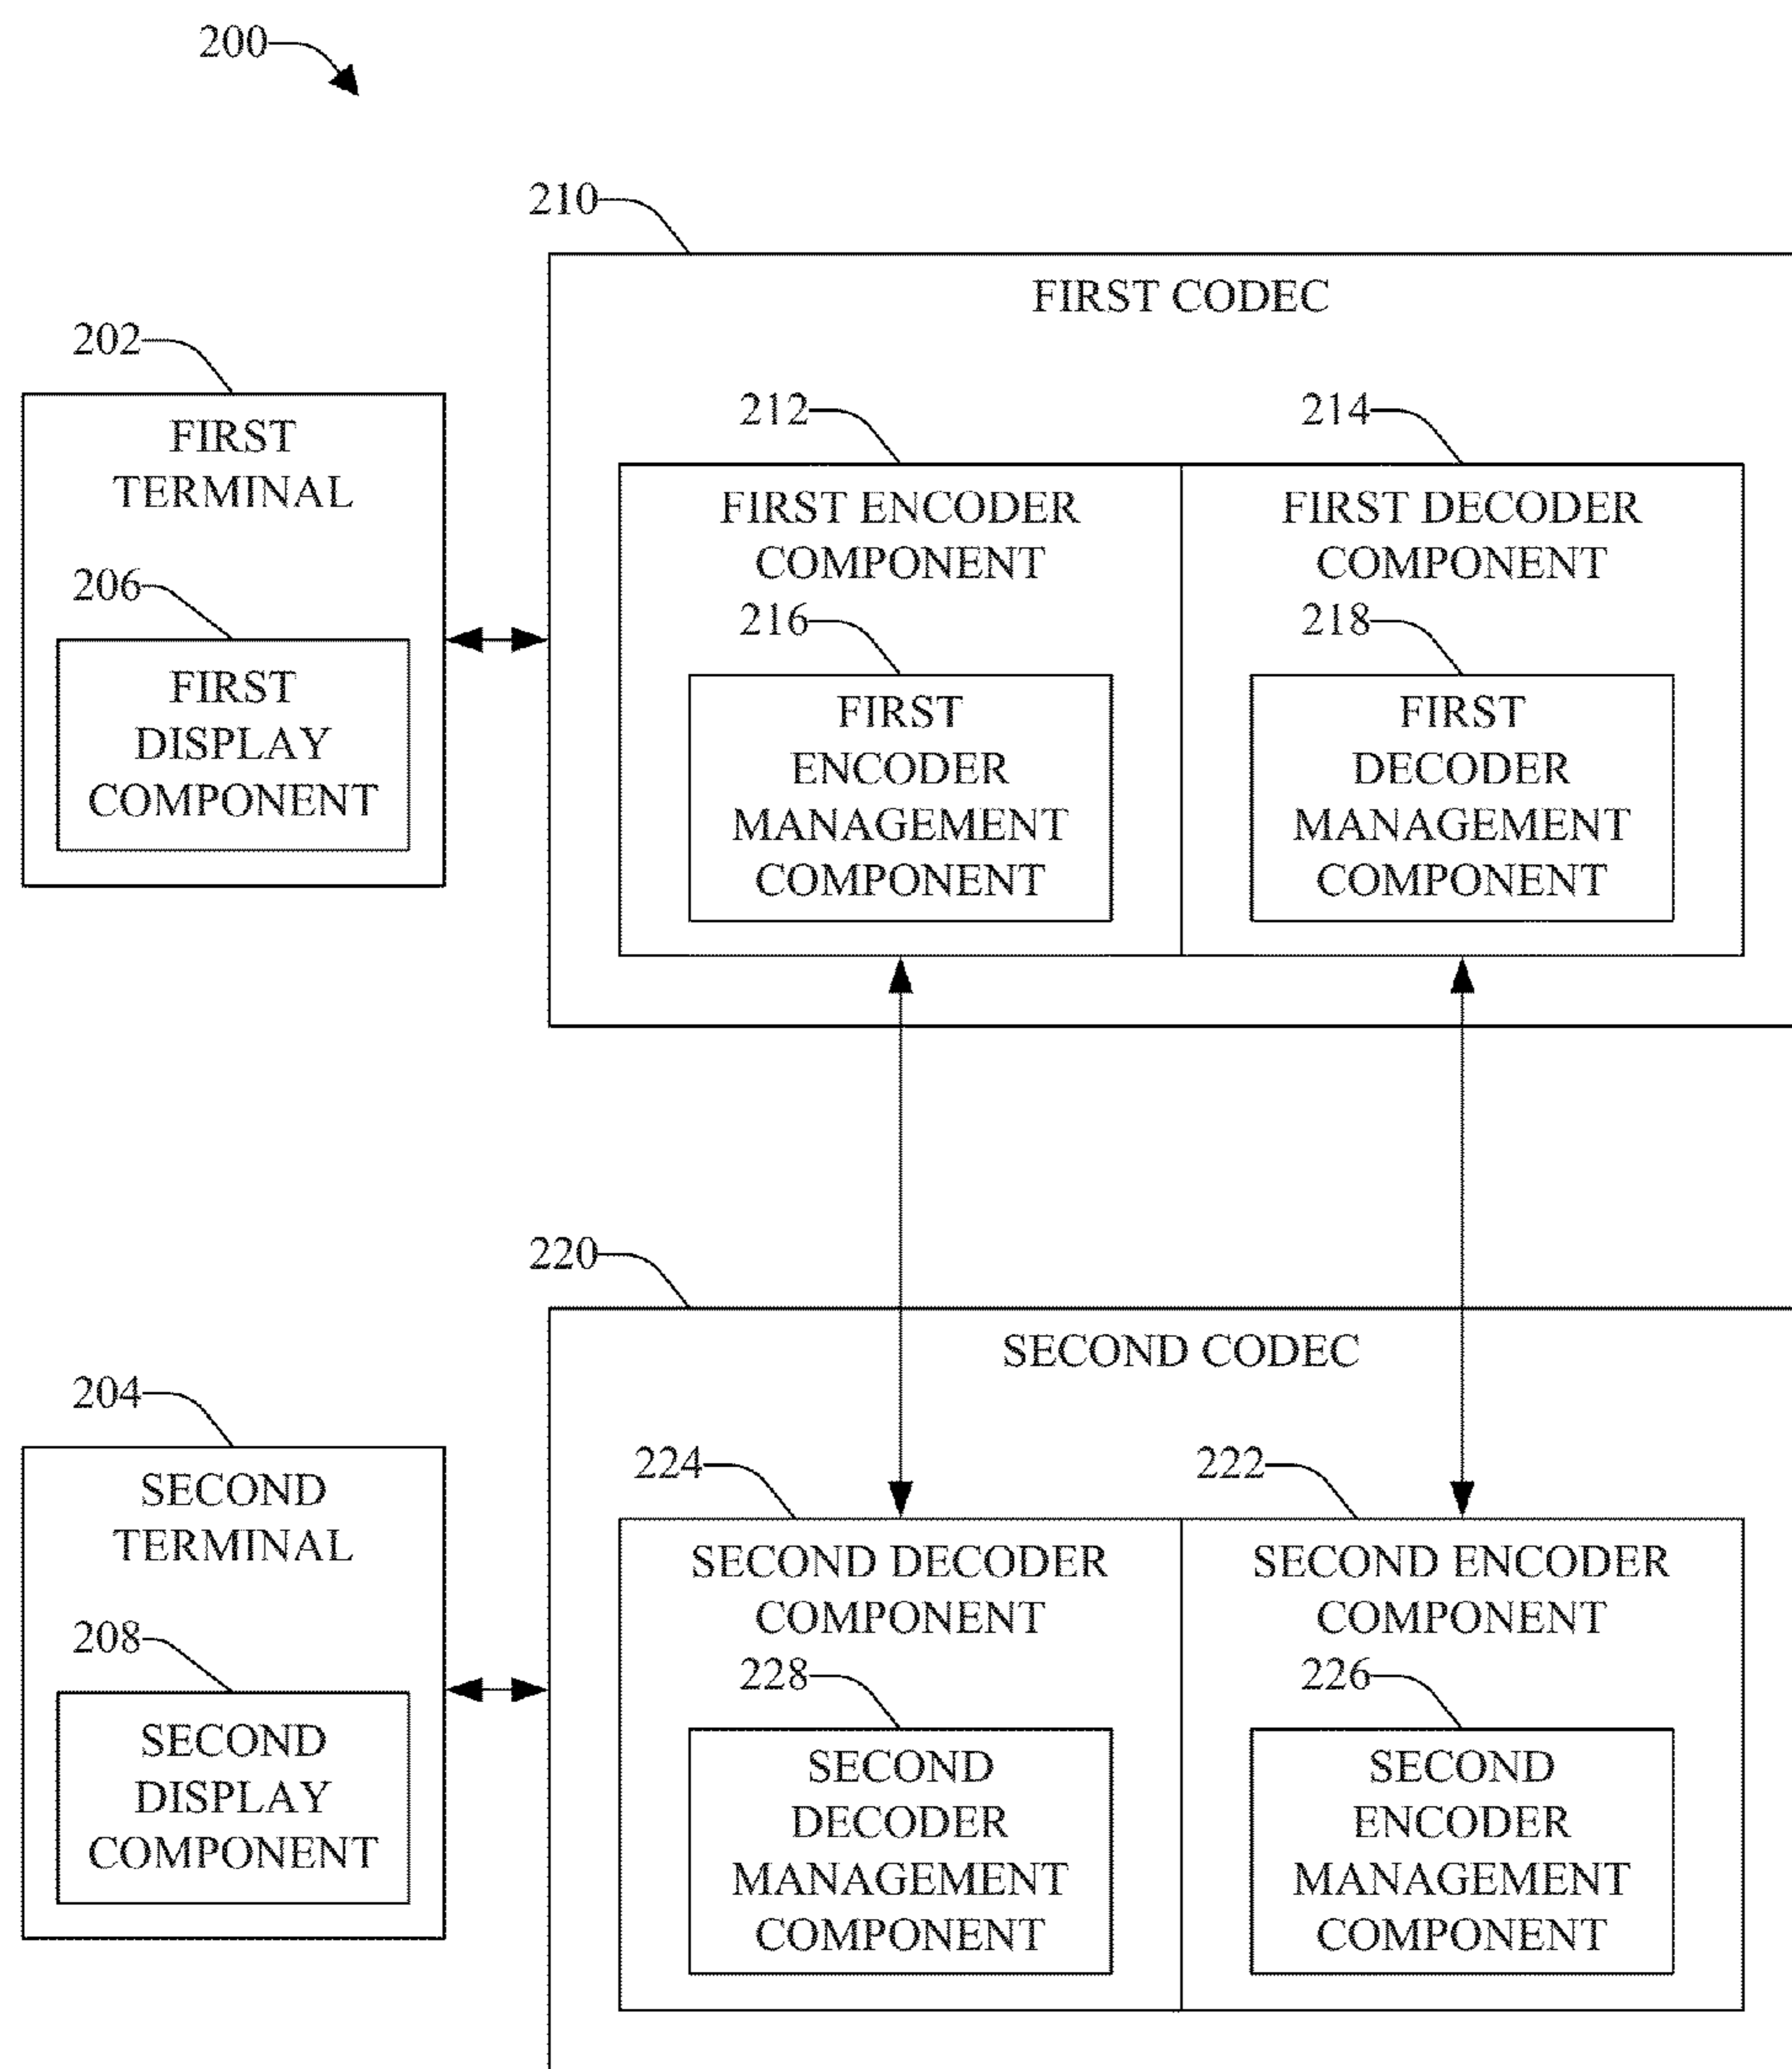 200
210
FIRST CODEC
202
FIRST
TERMINAL
206
FIRST
DISPLAY
COMPONENT
212
FIRST ENCODER
COMPONENT
216
FIRST
ENCODER
MANAGEMENT
COMPONENT
214
FIRST DECODER
COMPONENT
218
FIRST
DECODER
MANAGEMENT
COMPONENT
220
SECOND CODEC
204
SECOND
TERMINAL
208
SECOND
DISPLAY
COMPONENT
224
SECOND DECODER
COMPONENT
228
SECOND
DECODER
MANAGEMENT
COMPONENT
222
SECOND ENCODER
COMPONENT
226
SECOND
ENCODER
MANAGEMENT
COMPONENT